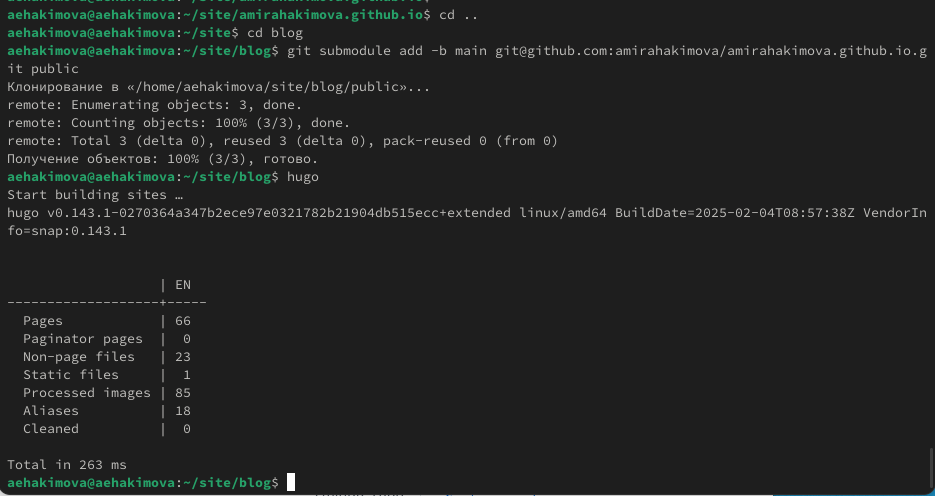 aehakimova@aehakimova:~/site/amirahakimova.github.io$ cd ..
aehakimova@aehakimova:~/site$ cd blog
aehakimova@aehakimova:~/site/blog$ git submodule add -b main git@github.com:amirahakimova/amirahakimova.github.io.g
it public
Клонирование в «/home/aehakimova/site/blog/public»...
remote: Enumerating objects: 3, done.
remote: Counting objects: 100% (3/3), done.
remote: Total 3 (delta 0), reused 3 (delta 0), pack-reused 0 (from 0)
Получение объектов: 100% (3/3), готово.
aehakimova@aehakimova:~/site/blog$ hugo
Start building sites …
hugo v0.143.1-0270364a347b2ece97e0321782b21904db515ecc+extended linux/amd64 BuildDate=2025-02-04T08:57:38Z VendorIn
fo=snap:0.143.1
                   | EN
-------------------+-----
  Pages            | 66
  Paginator pages  |  0
  Non-page files   | 23
  Static files     |  1
  Processed images | 85
  Aliases          | 18
  Cleaned          |  0
Total in 263 ms
aehakimova@aehakimova:~/site/blog$